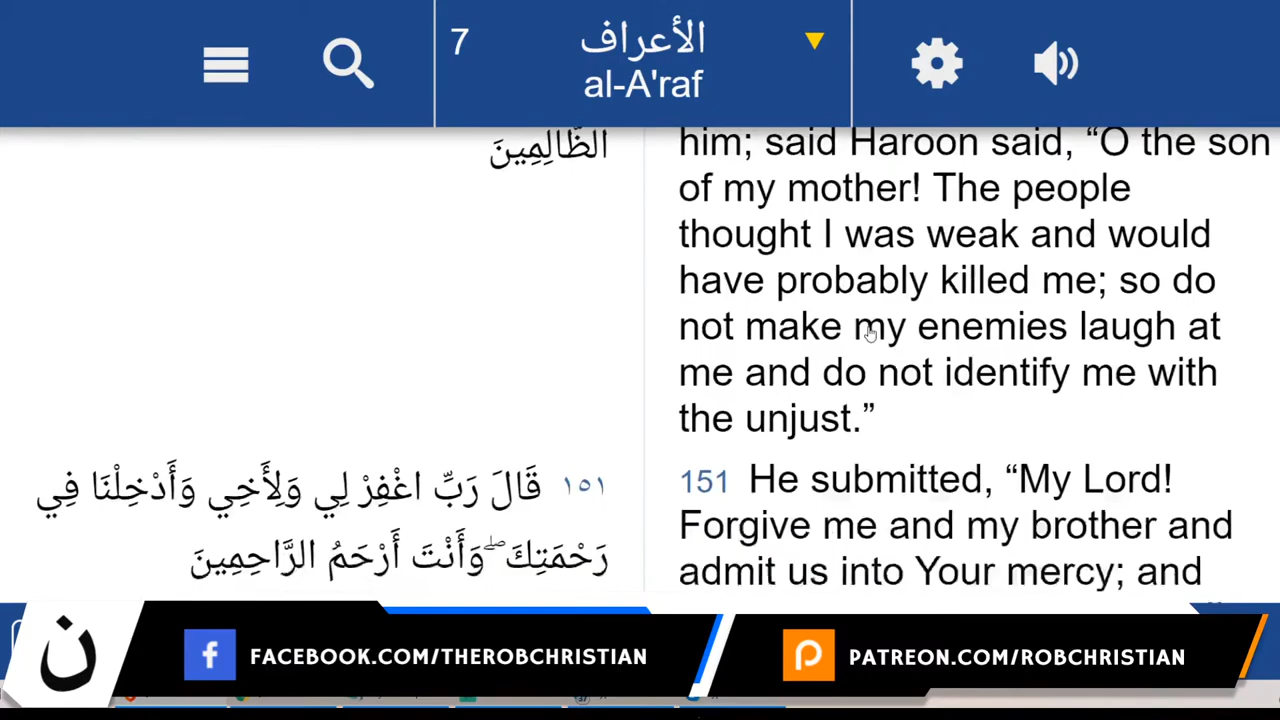 7
الأعراف
al-A'raf
الظَّالِمِينَ
him; said Haroon said, “O the son
of my mother! The people
thought I was weak and would
have probably killed me; so do
not make my enemies laugh at
me and do not identify me with
the unjust.”
١٥١ قَالَ رَبِّ اغْفِرْ لِي وَلِأَخِي وَأَدْخِلْنَا فِي
رَحْمَتِكَ ۖ وَأَنْتَ أَرْحَمُ الرَّاحِمِينَ
151 He submitted, “My Lord!
Forgive me and my brother and
admit us into Your mercy; and
ن
FACEBOOK.COM/THEROBCHRISTIAN
PATREON.COM/ROBCHRISTIAN